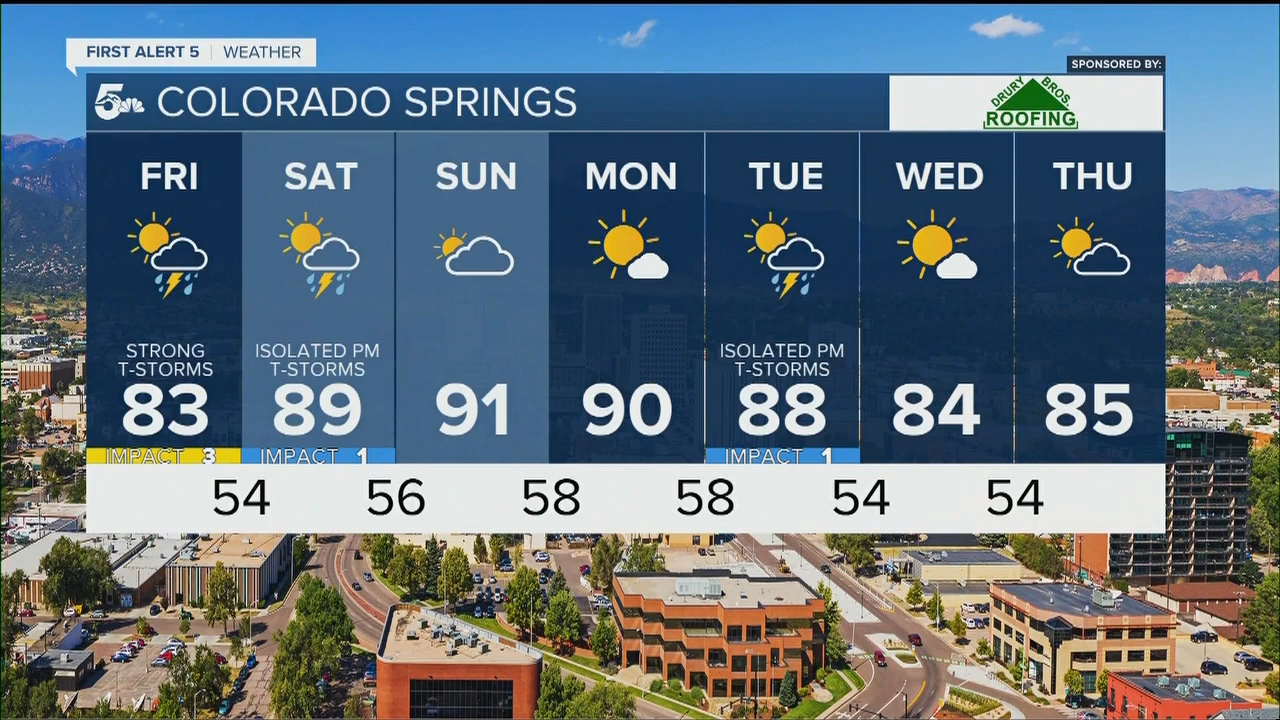 FIRST ALERT 5 | WEATHER
SPONSORED BY:
5 COLORADO SPRINGS
DRURY BROS.
ROOFING
FRI SAT SUN MON TUE WED THU
STRONG T-STORMS
83
IMPACT 3
ISOLATED PM T-STORMS
89
IMPACT 1
91
90
ISOLATED PM T-STORMS
88
IMPACT 1
84
85
54 56 58 58 54 54